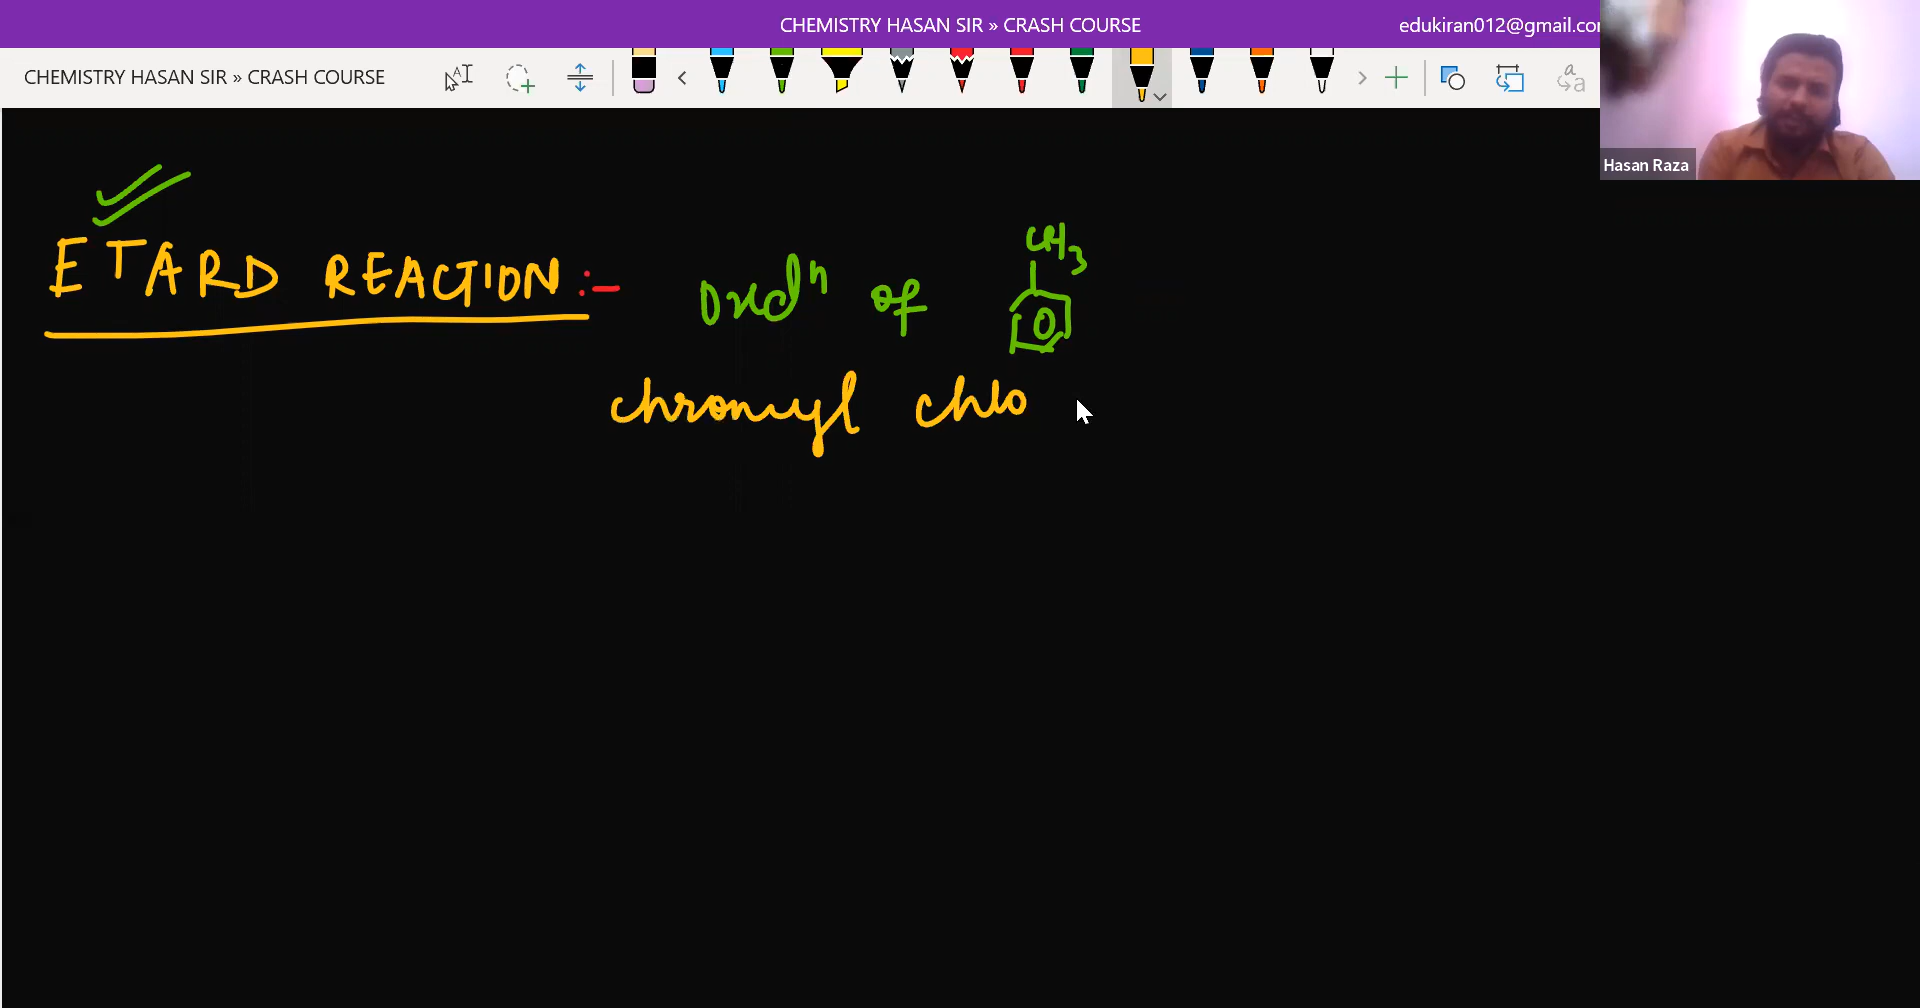 CHEMISTRY HASAN SIR » CRASH COURSE
edukiran012@gmail.co
CHEMISTRY HASAN SIR » CRASH COURSE
Hasan Raza
ETARD REACTION :- oxdⁿ of
CH₃
chromyl chlo